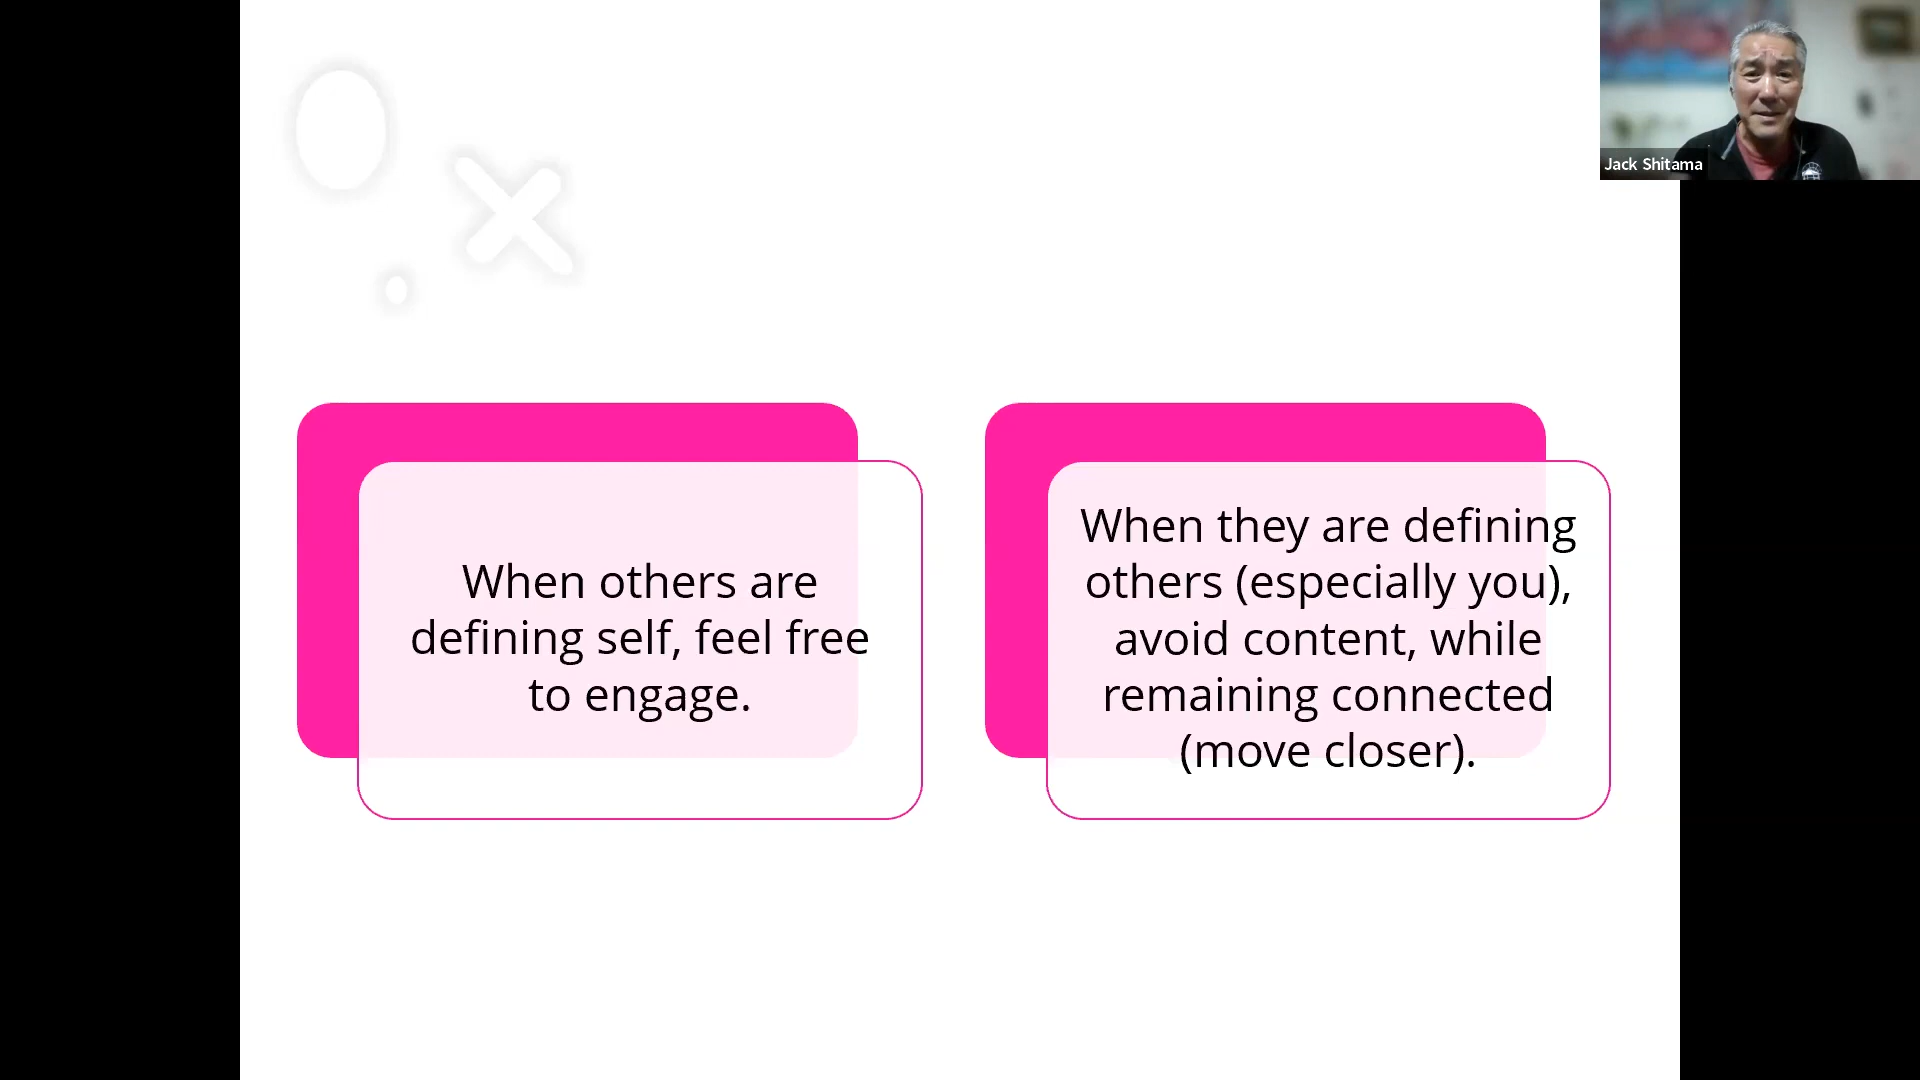 Jack Shitama
When others are
defining self, feel free
to engage.
When they are defining
others (especially you),
avoid content, while
remaining connected
(move closer).